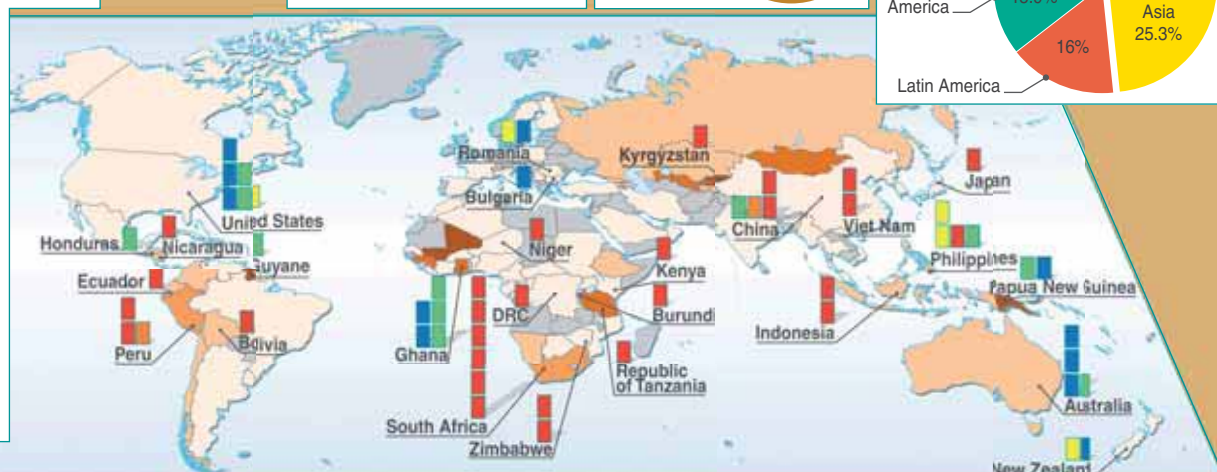 America
Asia
25.3%
16%
Latin America
Romania
Kyrgyzstan
Japan
Bulgaria
United States
China
Viet Nam
Honduras
Nicaragua
Niger
Guyane
Kenya
Philippines
Ecuador
Papua New Guinea
DRC
Burundi
Indonesia
Peru
Bolivia
Ghana
Republic
of Tanzania
Australia
South Africa
Zimbabwe
New Zealand